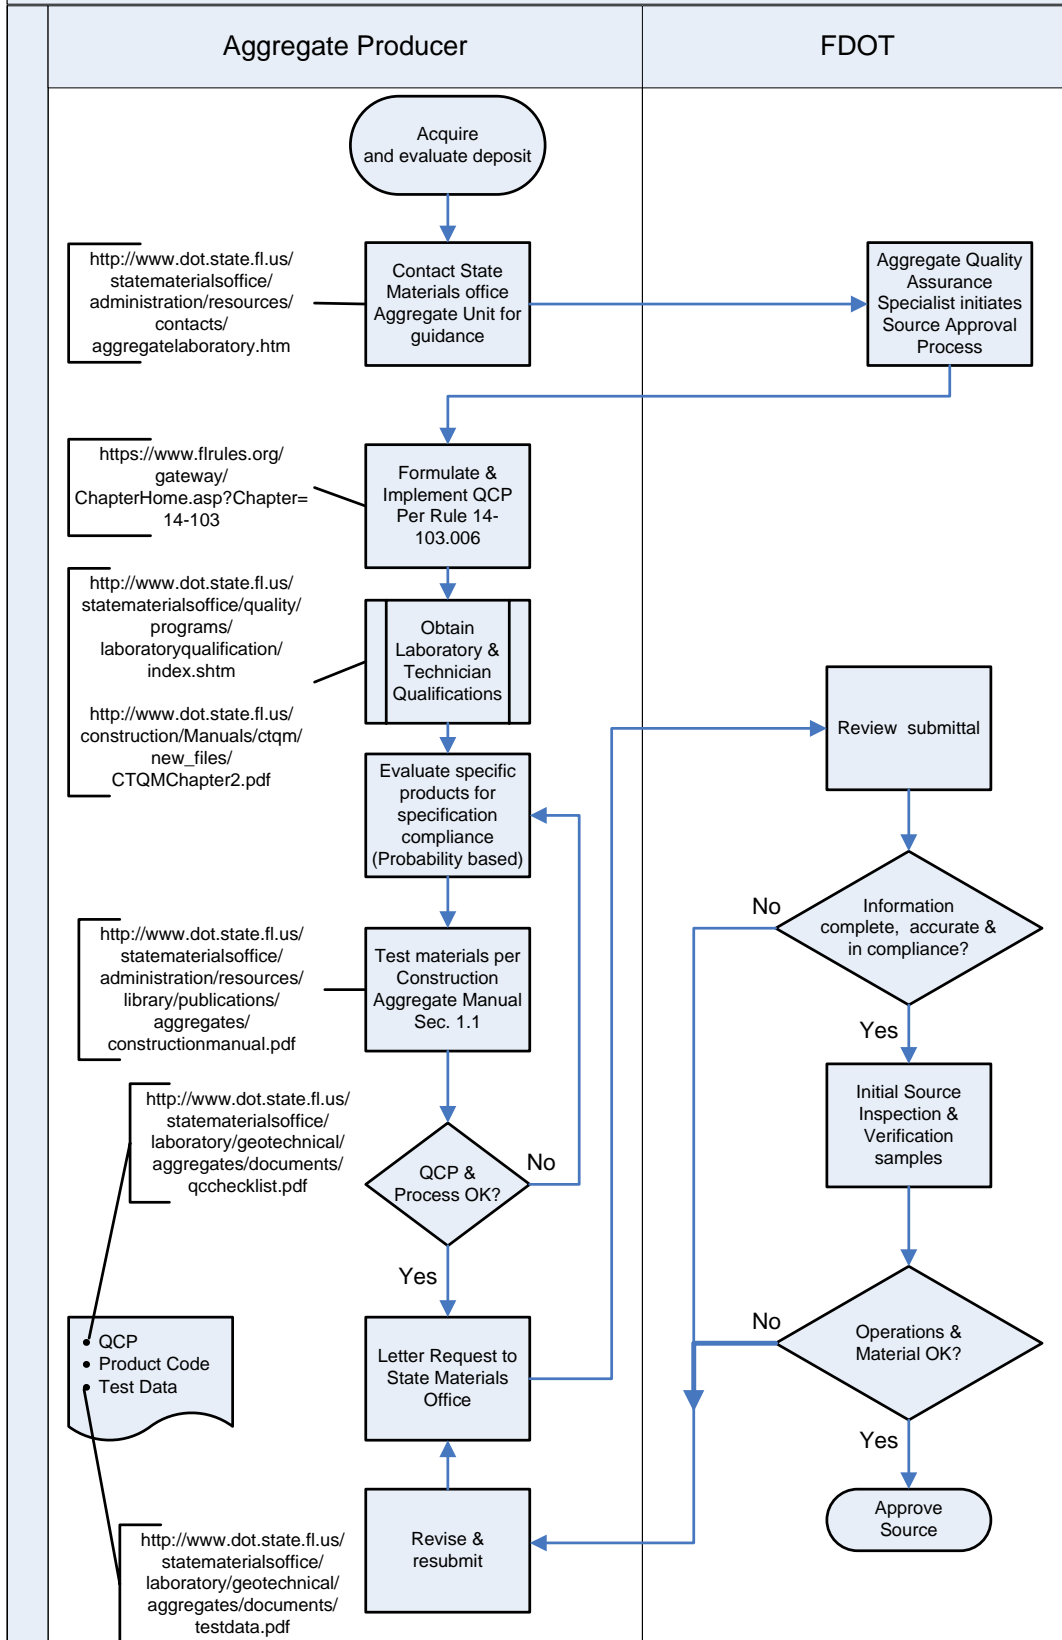 Aggregate Producer
FDOT
Acquire
and evaluate deposit
http://www.dot.state.fl.us/
statematerialsoffice/
administration/resources/
contacts/
aggregatelaboratory.htm
Contact State
Materials office
Aggregate Unit for
guidance
Aggregate Quality
Assurance
Specialist initiates
Source Approval
Process
https://www.flrules.org/
gateway/
ChapterHome.asp?Chapter=
14-103
Formulate &
Implement QCP
Per Rule 14-
103.006
http://www.dot.state.fl.us/
statematerialsoffice/quality/
programs/
laboratoryqualification/
index.shtm
http://www.dot.state.fl.us/
construction/Manuals/ctqm/
new_files/
CTQMChapter2.pdf
Obtain
Laboratory &
Technician
Qualifications
Evaluate specific
products for
specification
compliance
(Probability based)
http://www.dot.state.fl.us/
statematerialsoffice/
administration/resources/
library/publications/
aggregates/
constructionmanual.pdf
Test materials per
Construction
Aggregate Manual
Sec. 1.1
http://www.dot.state.fl.us/
statematerialsoffice/
laboratory/geotechnical/
aggregates/documents/
qcchecklist.pdf
QCP &
Process OK?
No
Yes
• QCP
• Product Code
• Test Data
Letter Request to
State Materials
Office
Revise &
resubmit
http://www.dot.state.fl.us/
statematerialsoffice/
laboratory/geotechnical/
aggregates/documents/
testdata.pdf
Review submittal
Information
complete, accurate &
in compliance?
No
Yes
Initial Source
Inspection &
Verification
samples
Operations &
Material OK?
No
Yes
Approve
Source